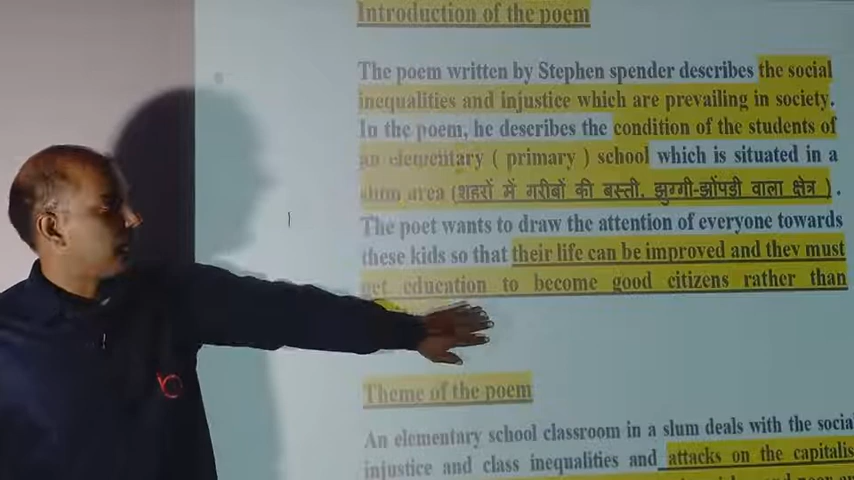 Introduction of the poem
The poem written by Stephen spender describes the social
inequalities and injustice which are prevailing in society.
In the poem, he describes the condition of the students of
an elementary ( primary ) school which is situated in a
slum area (शहरों में गरीबों की बस्ती, झुग्गी-झोंपड़ी वाला क्षेत्र ) .
The poet wants to draw the attention of everyone towards
these kids so that their life can be improved and they must
get education to become good citizens rather than
Theme of the poem
An elementary School classroom in a slum deals with the social
injustice and class inequalities and attacks on the capitalis